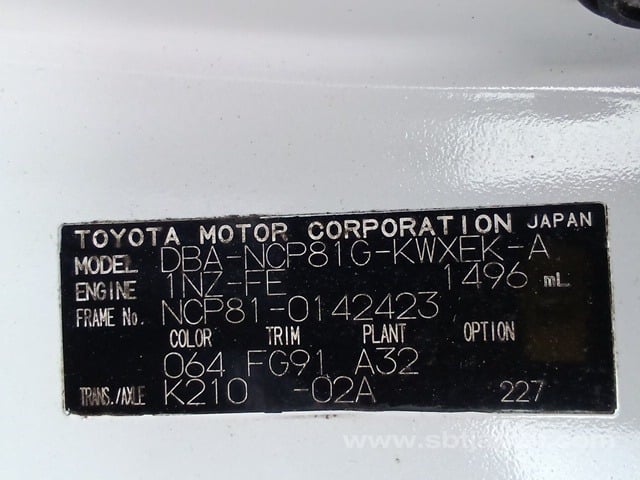 TOYOTA MOTOR CORPORATION JAPAN
MODEL DBA-NCP81G-KWXEK-A
ENGINE 1NZ-FE 1496 mL
FRAME No. NCP81-0142423
COLOR TRIM PLANT OPTION
064 FG91 A32
TRANS./AXLE K210 -02A 227